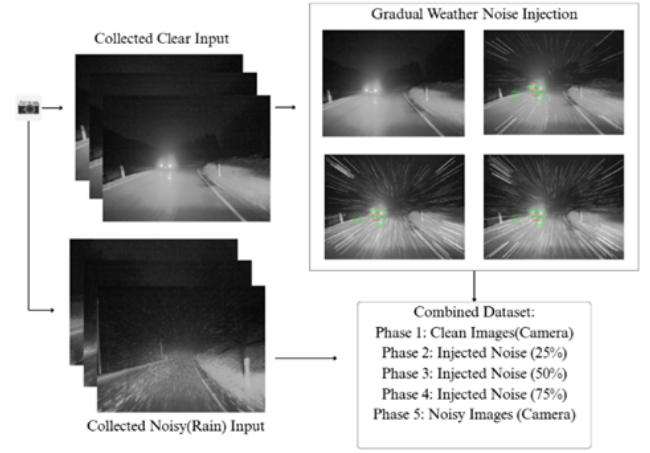 Collected Clear Input
Gradual Weather Noise Injection
Collected Noisy(Rain) Input
Combined Dataset:
Phase 1: Clean Images(Camera)
Phase 2: Injected Noise (25%)
Phase 3: Injected Noise (50%)
Phase 4: Injected Noise (75%)
Phase 5: Noisy Images (Camera)